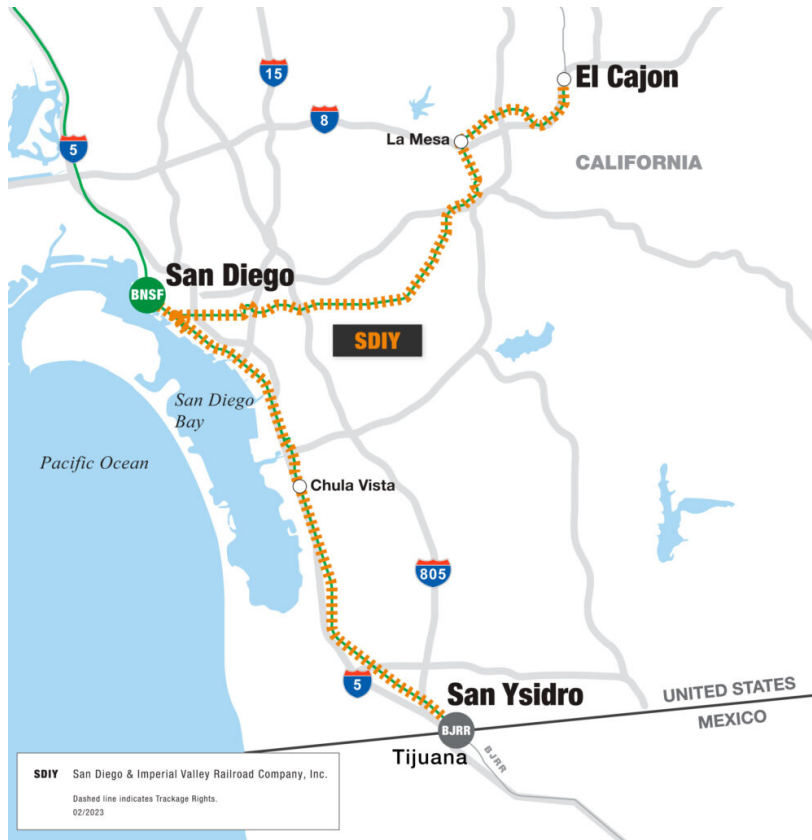 15
El Cajon
8
La Mesa
5
CALIFORNIA
San Diego
BNSF
SDIY
San Diego
Bay
Pacific Ocean
Chula Vista
805
5
San Ysidro
UNITED STATES
MEXICO
BJRR
Tijuana
BJRR
SDIY San Diego & Imperial Valley Railroad Company, Inc.
Dashed line indicates Trackage Rights.
02/2023